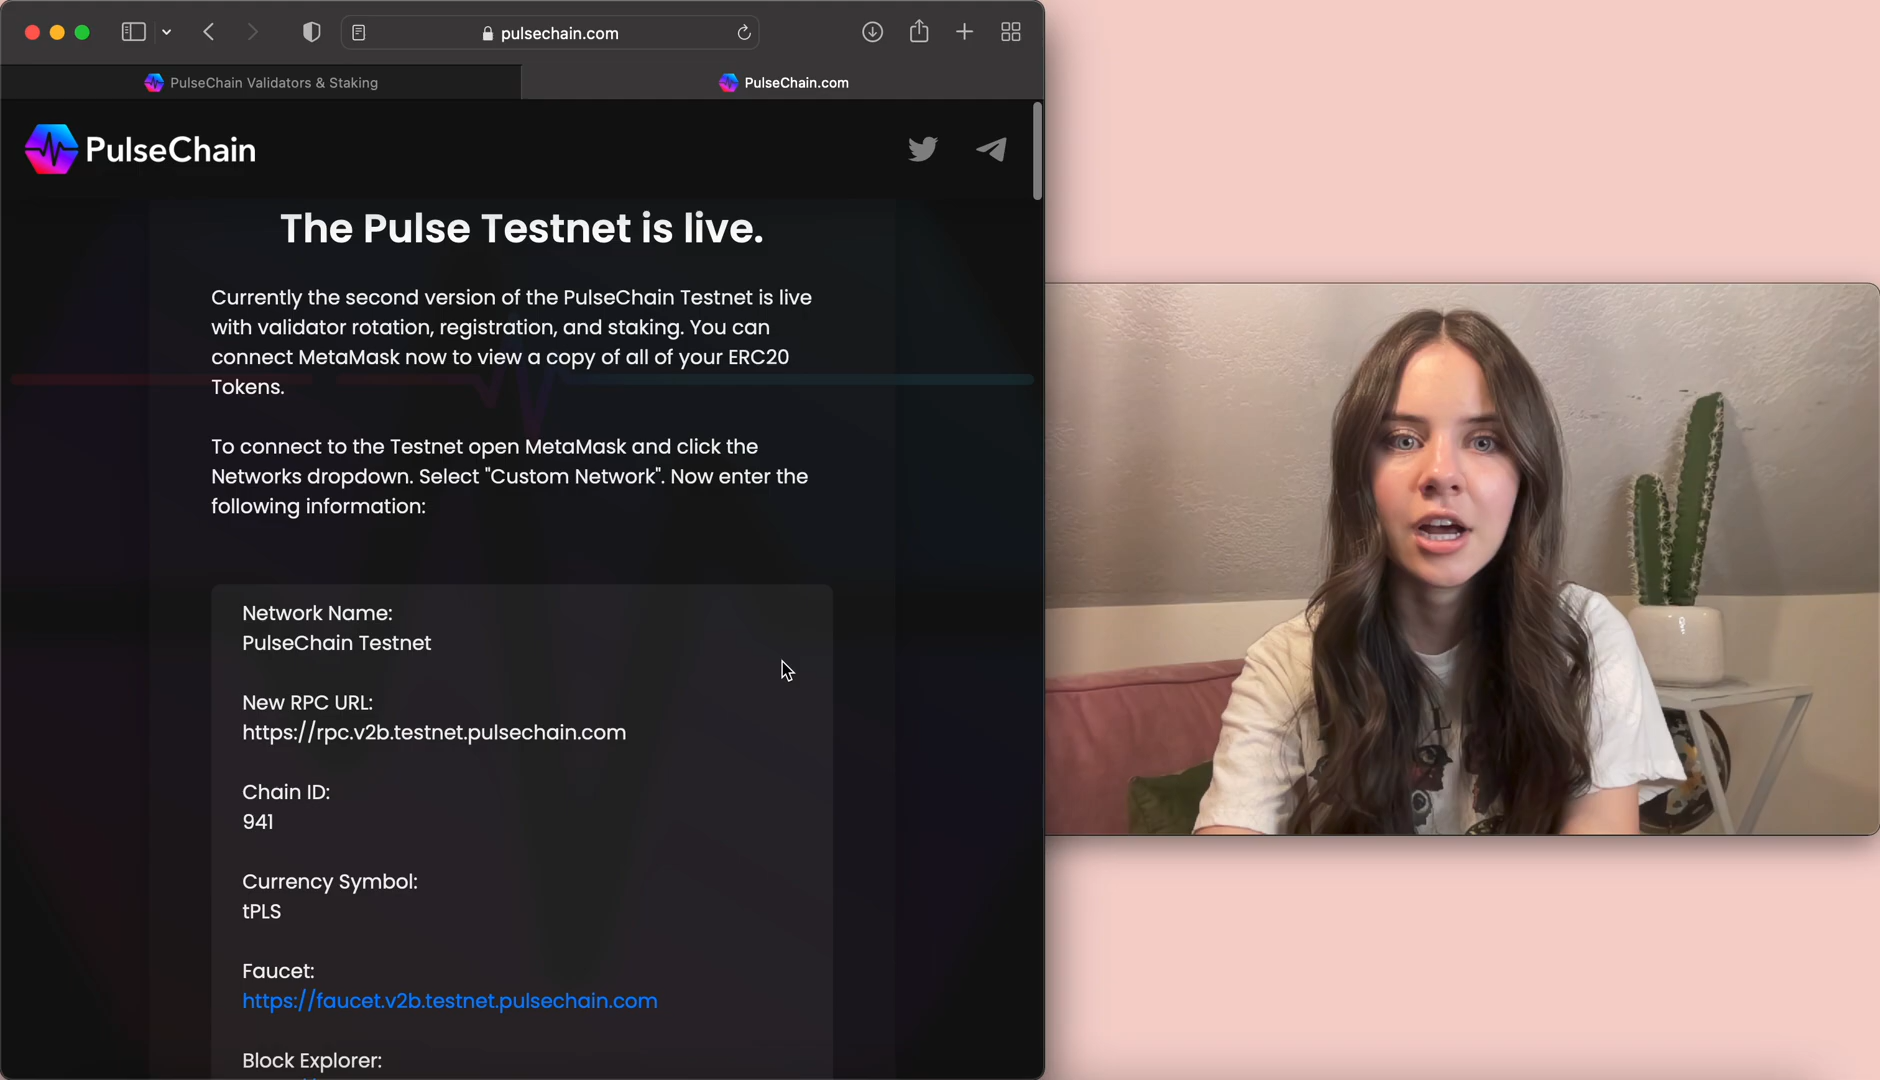 pulsechain.com
PulseChain Validators & Staking
PulseChain.com
PulseChain
The Pulse Testnet is live.
Currently the second version of the PulseChain Testnet is live
with validator rotation, registration, and staking. You can
connect MetaMask now to view a copy of all of your ERC20
Tokens.
To connect to the Testnet open MetaMask and click the
Networks dropdown. Select "Custom Network". Now enter the
following information:
Network Name:
PulseChain Testnet
New RPC URL:
https://rpc.v2b.testnet.pulsechain.com
Chain ID:
941
Currency Symbol:
tPLS
Faucet:
https://faucet.v2b.testnet.pulsechain.com
Block Explorer: